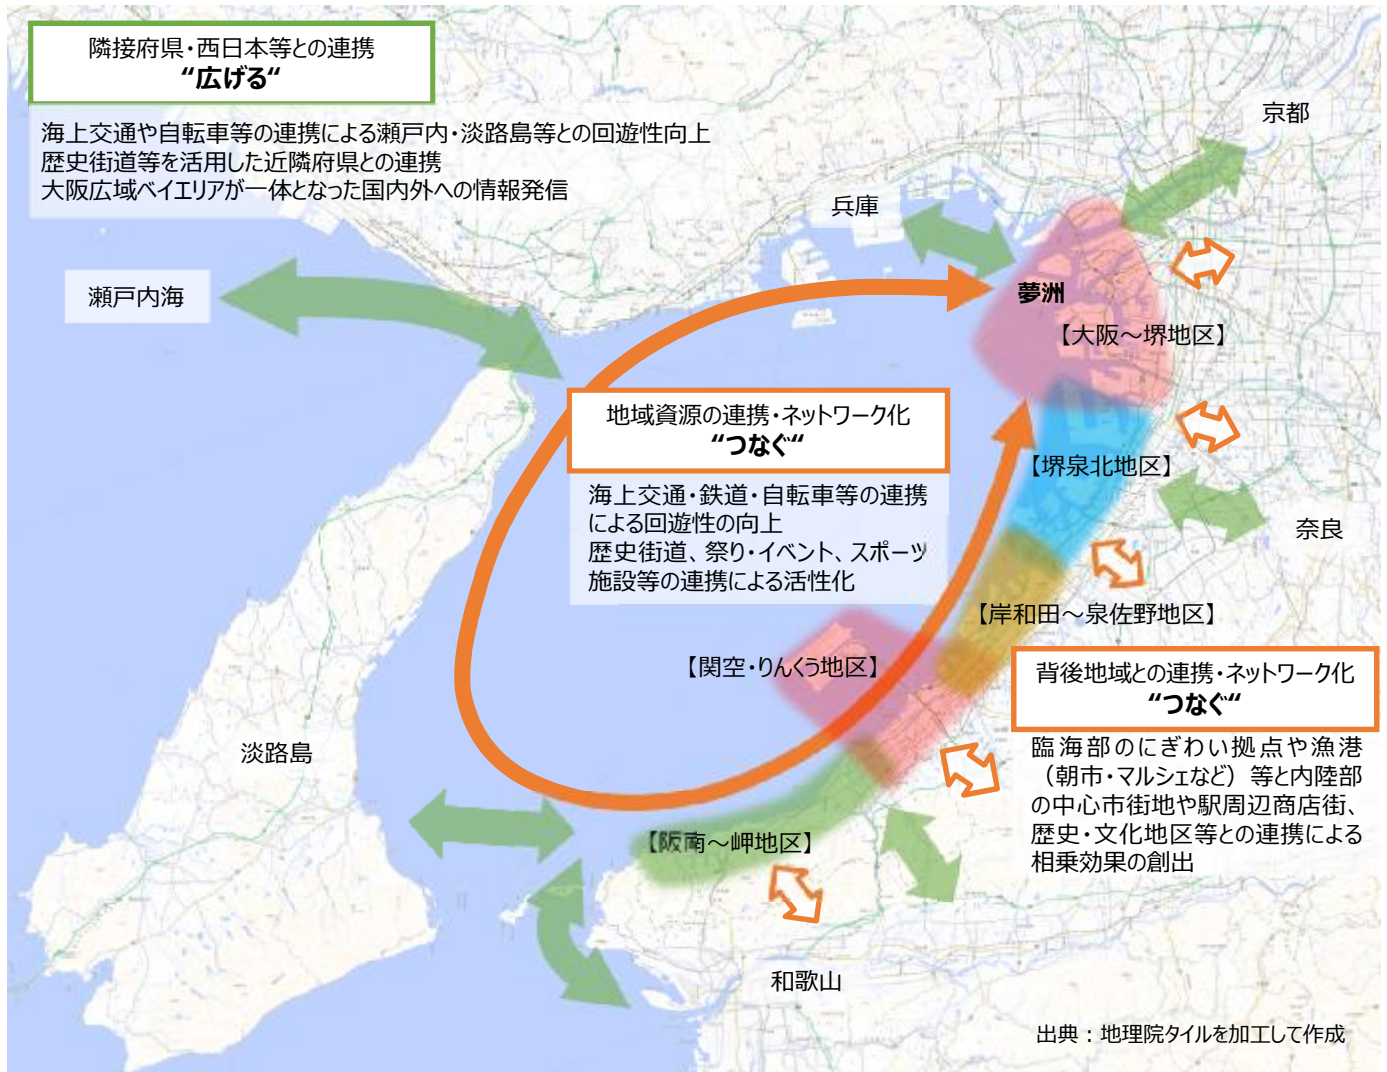 隣接府県・西日本等との連携
“広げる“
海上交通や自転車等の連携による瀬戸内・淡路島等との回遊性向上
歴史街道等を活用した近隣府県との連携
大阪広域ベイエリアが一体となった国内外への情報発信
京都
兵庫
瀬戸内海
夢洲
【大阪～堺地区】
地域資源の連携・ネットワーク化
“つなぐ“
海上交通・鉄道・自転車等の連携
による回遊性の向上
歴史街道、祭り・イベント、スポーツ
施設等の連携による活性化
【堺泉北地区】
奈良
【岸和田～泉佐野地区】
【関空・りんくう地区】
背後地域との連携・ネットワーク化
“つなぐ“
臨海部のにぎわい拠点や漁港
（朝市・マルシェなど）等と内陸部
の中心市街地や駅周辺商店街、
歴史・文化地区等との連携による
相乗効果の創出
淡路島
【阪南～岬地区】
和歌山
出典：地理院タイルを加工して作成